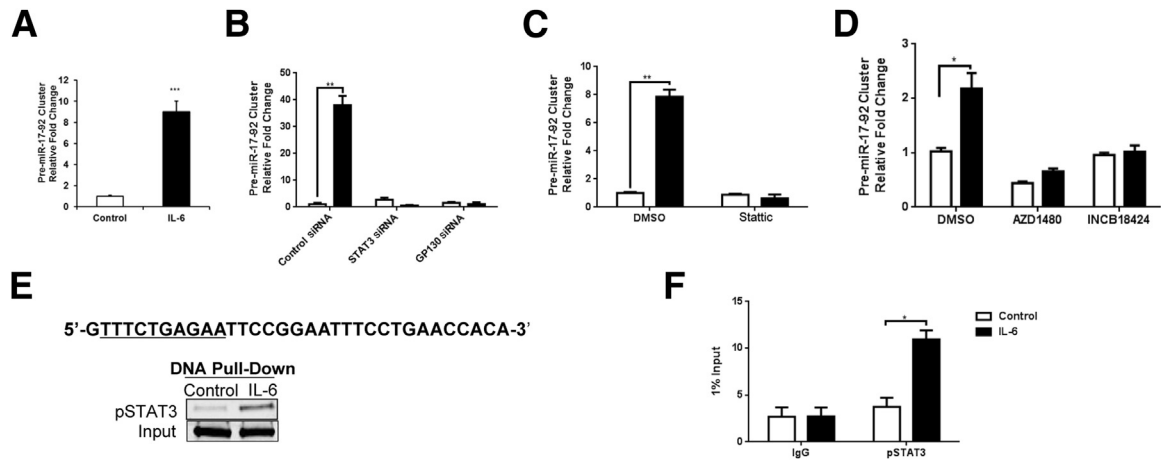 A
Pre-miR-17-92 Cluster
Relative Fold Change
12
10
8
6
4
2
0
***
Control
IL-6
B
Pre-miR-17-92 Cluster
Relative Fold Change
50
40
30
20
10
0
**
Control siRNA
STAT3 siRNA
GP130 siRNA
C
Pre-miR-17-92 Cluster
Relative Fold Change
10
8
6
4
2
0
**
DMSO
Stattic
D
Pre-miR-17-92 Cluster
Relative Fold Change
3
2
1
0
*
DMSO
AZD1480
INCB18424
E
5'-GTTTCTGAGAATTCCGGAATTTCCTGAACCACA-3'
DNA Pull-Down
Control IL-6
pSTAT3
Input
F
1% Input
15
10
5
0
*
IgG
pSTAT3
Control
IL-6